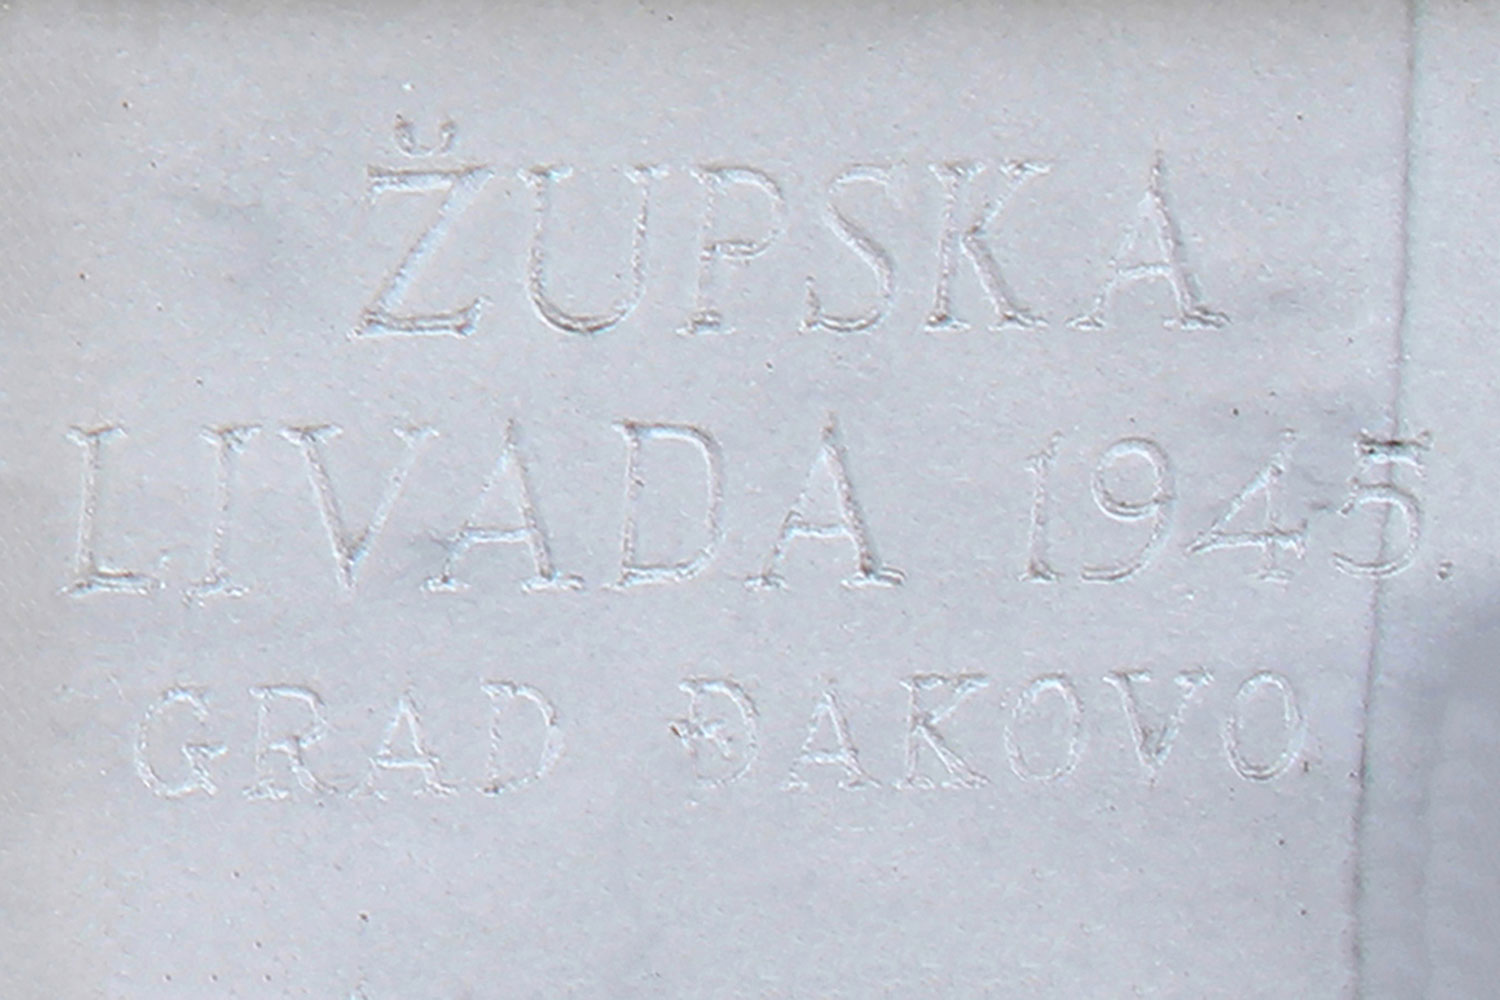 ŽUPSKA
LIVADA 1945.
GRAD ĐAKOVO